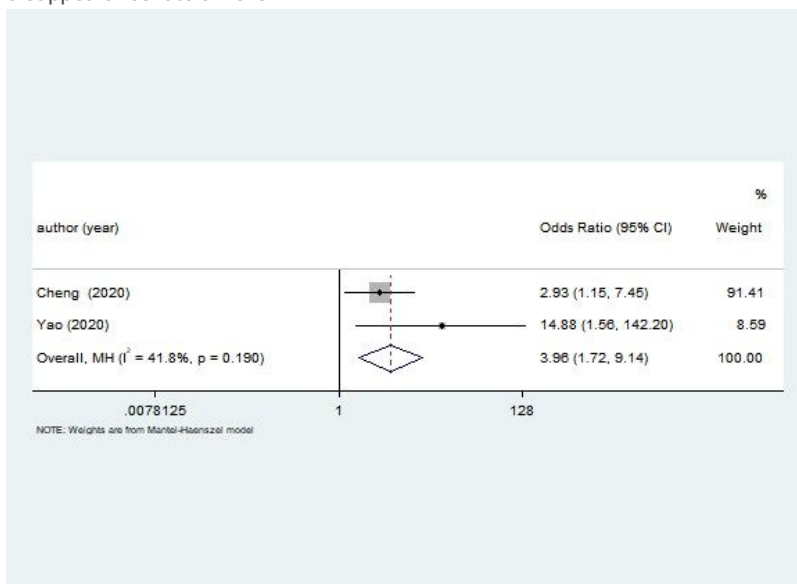 %
author (year) Odds Ratio (95% CI) Weight
Cheng (2020) 2.93 (1.15, 7.45) 91.41
Yao (2020) 14.88 (1.56, 142.20) 8.59
Overall, MH (I² = 41.8%, p = 0.190) 3.96 (1.72, 9.14) 100.00
.0078125 1 128
NOTE: Weights are from Mantel-Haenszel model